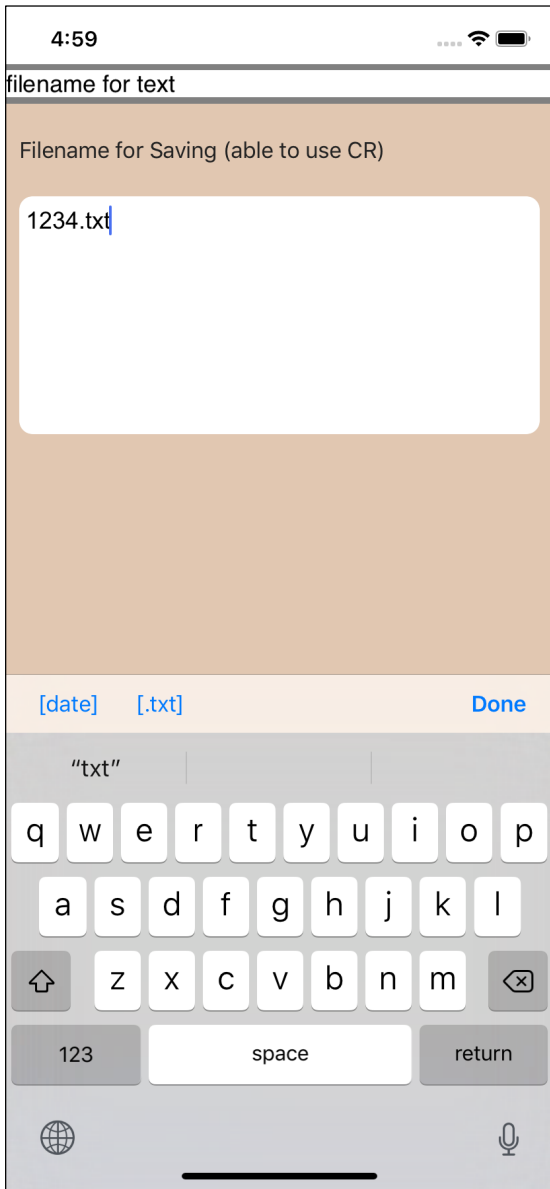 4:59
filename for text
Filename for Saving (able to use CR)
1234.txt
[date] [.txt] Done
“txt”
q w e r t y u i o p
a s d f g h j k l
z x c v b n m
123 space return